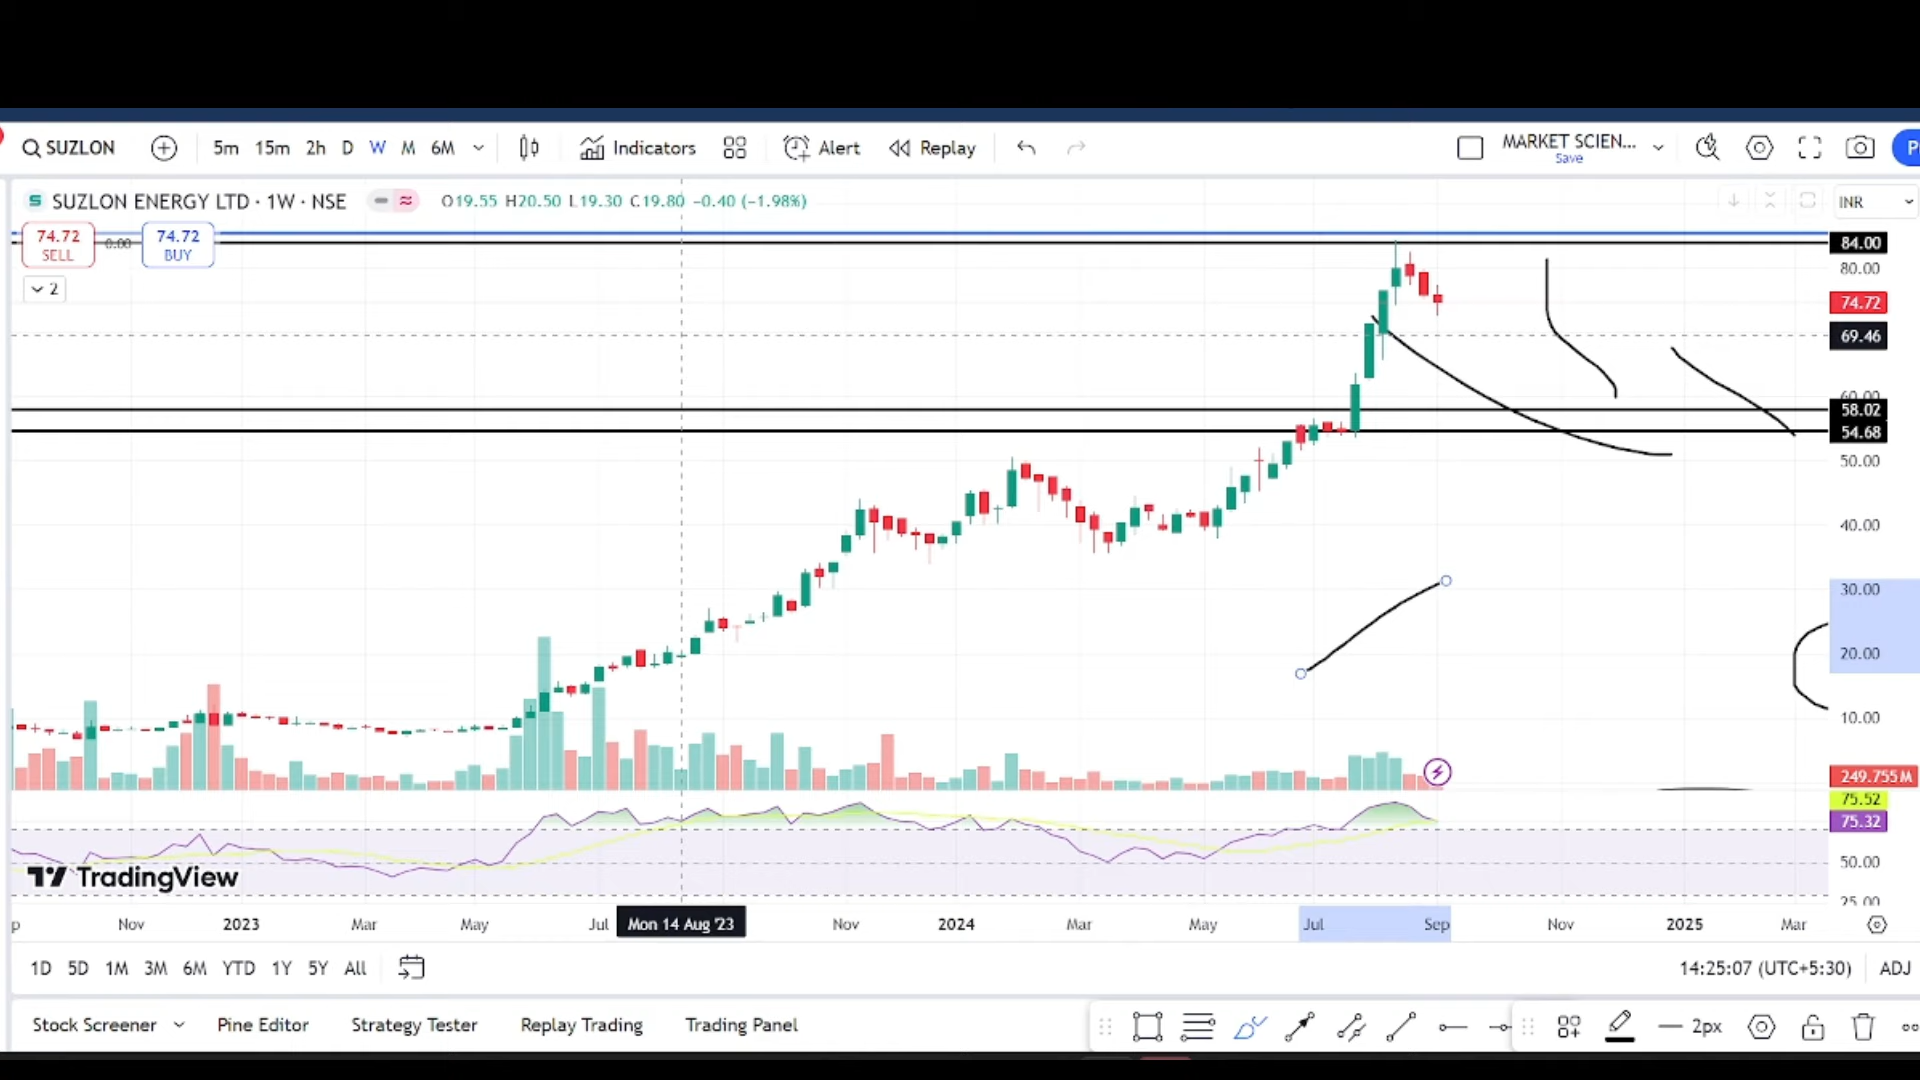 SUZLON 5m 15m 2h D W M 6M Indicators Alert Replay MARKET SCIEN...
Save
S SUZLON ENERGY LTD · 1W · NSE O19.55 H20.50 L19.30 C19.80 −0.40 (−1.98%) INR
74.72 0.00 74.72
SELL BUY
2
84.00
80.00
74.72
69.46
60.00
58.02
54.68
50.00
40.00
30.00
20.00
10.00
249.755M
75.52
75.32
50.00
25.00
TradingView
Nov 2023 Mar May Jul Mon 14 Aug '23 Nov 2024 Mar May Jul Sep Nov 2025 Mar
1D 5D 1M 3M 6M YTD 1Y 5Y All 14:25:07 (UTC+5:30) ADJ
Stock Screener Pine Editor Strategy Tester Replay Trading Trading Panel 2px